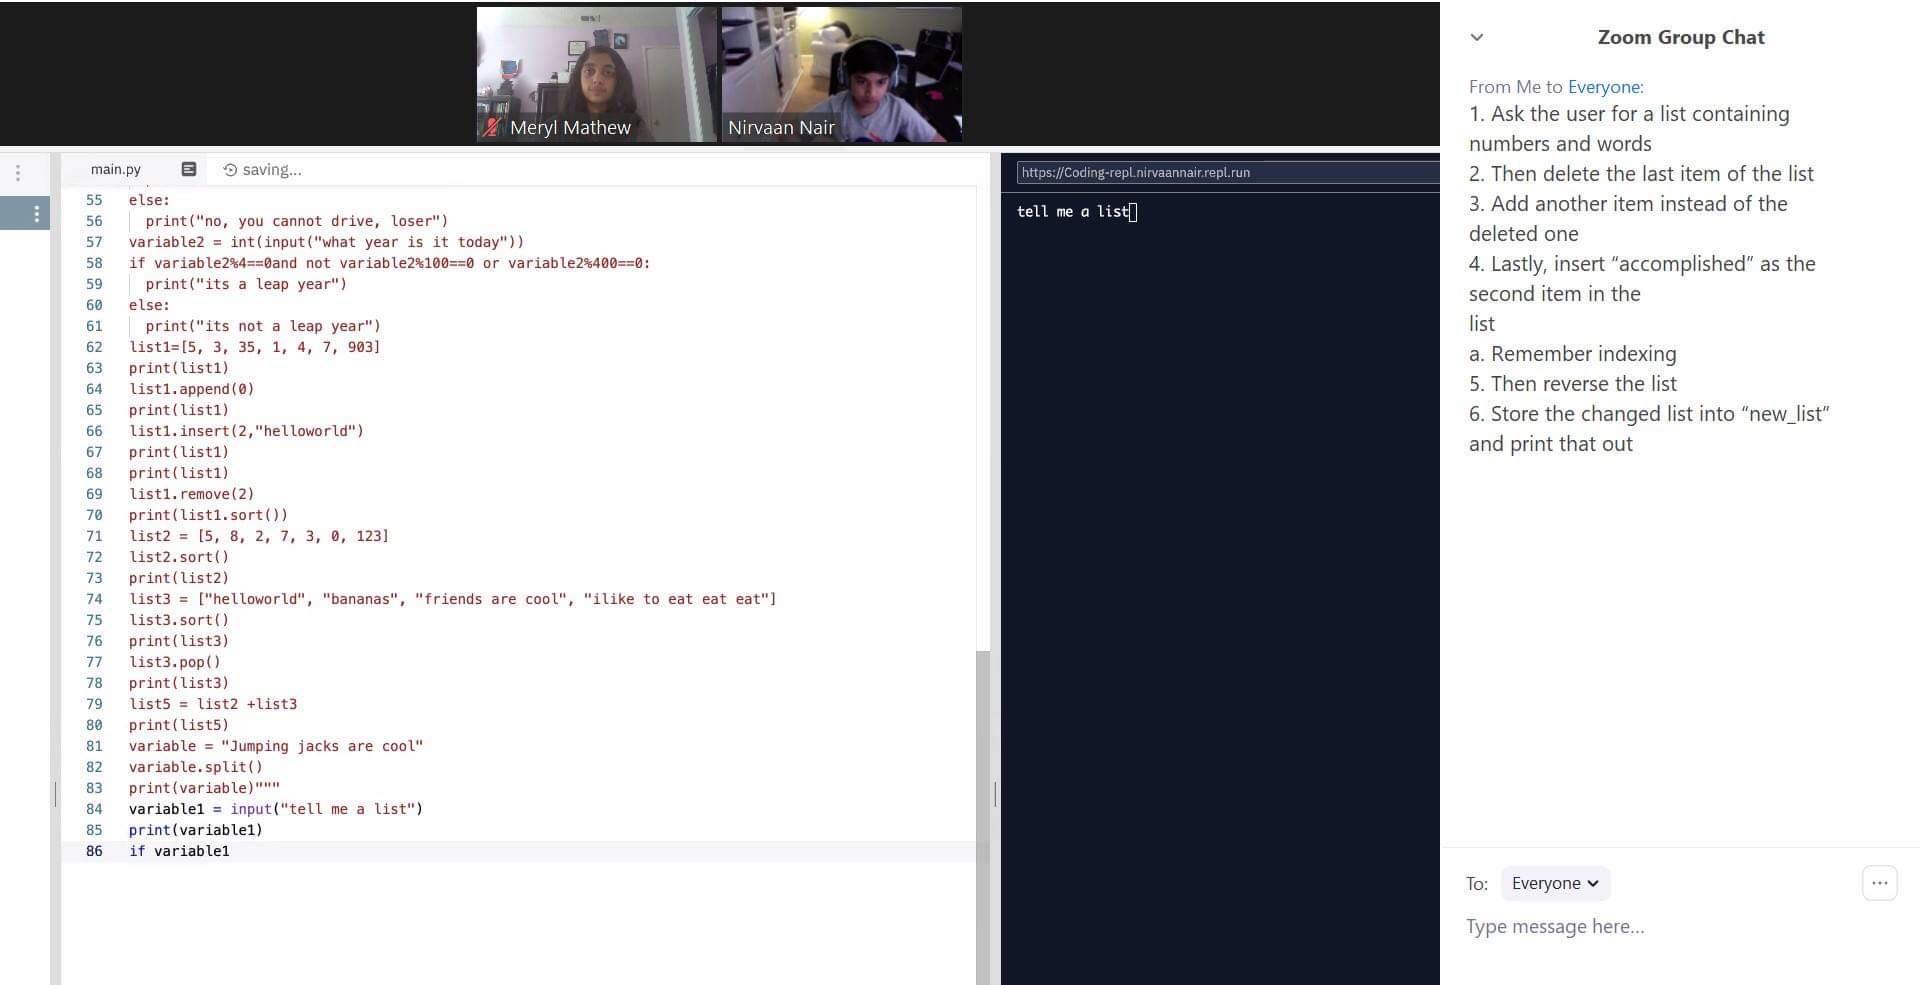 Meryl Mathew
Nirvaan Nair
main.py
saving...
55 else:
56 print("no, you cannot drive, loser")
57 variable2 = int(input("what year is it today"))
58 if variable2%4==0and not variable2%100==0 or variable2%400==0:
59 print("its a leap year")
60 else:
61 print("its not a leap year")
62 list1=[5, 3, 35, 1, 4, 7, 903]
63 print(list1)
64 list1.append(0)
65 print(list1)
66 list1.insert(2,"helloworld")
67 print(list1)
68 print(list1)
69 list1.remove(2)
70 print(list1.sort())
71 list2 = [5, 8, 2, 7, 3, 0, 123]
72 list2.sort()
73 print(list2)
74 list3 = ["helloworld", "bananas", "friends are cool", "ilike to eat eat eat"]
75 list3.sort()
76 print(list3)
77 list3.pop()
78 print(list3)
79 list5 = list2 +list3
80 print(list5)
81 variable = "Jumping jacks are cool"
82 variable.split()
83 print(variable)"""
84 variable1 = input("tell me a list")
85 print(variable1)
86 if variable1
https://Coding-repl.nirvaannair.repl.run
tell me a list
Zoom Group Chat
From Me to Everyone:
1. Ask the user for a list containing
numbers and words
2. Then delete the last item of the list
3. Add another item instead of the
deleted one
4. Lastly, insert “accomplished” as the
second item in the
list
a. Remember indexing
5. Then reverse the list
6. Store the changed list into “new_list”
and print that out
To: Everyone
Type message here...